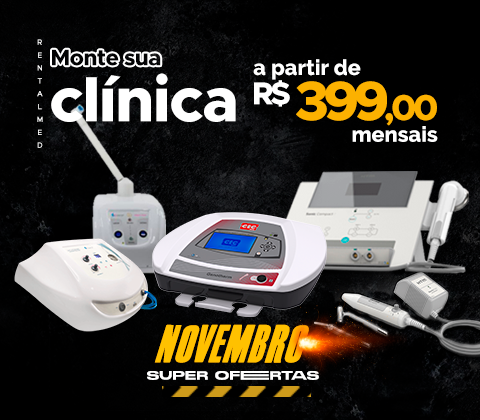 RENTALMED
Monte sua
clínica
a partir de
R$ 399,00
mensais
NOVEMBRO
SUPER OFERTAS